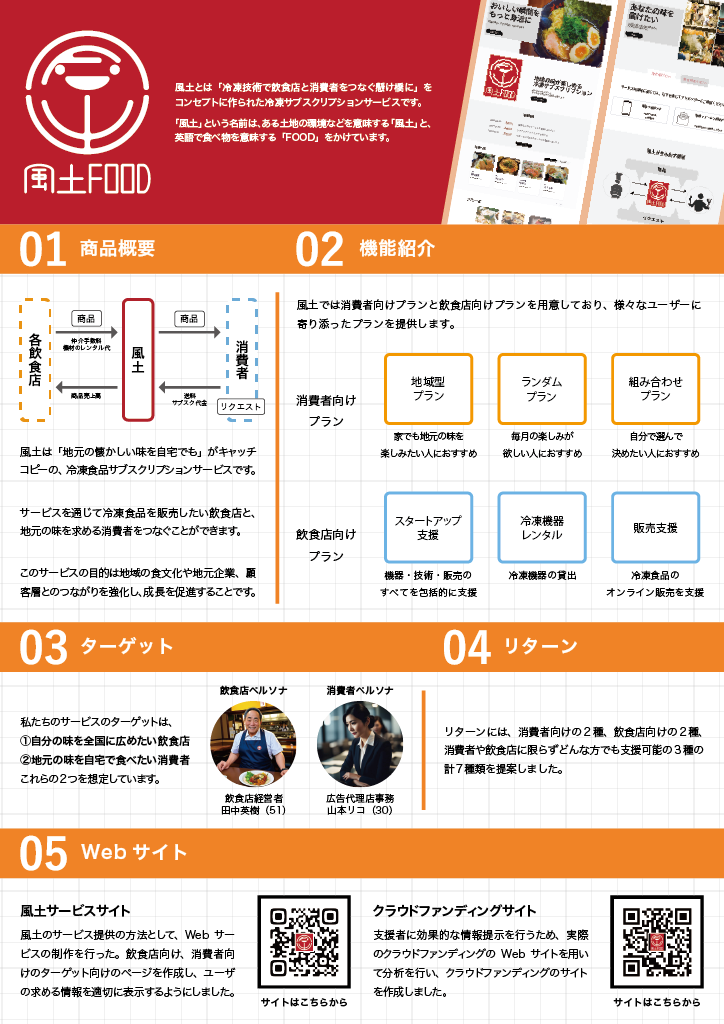 風土FOOD
風土とは「冷凍技術で飲食店と消費者をつなぐ懸け橋に」を
コンセプトに作られた冷凍サブスクリプションサービスです。
「風土」という名前は、ある土地の環境などを意味する「風土」と、
英語で食べ物を意味する「FOOD」をかけています。
おいしい瞬間を
もっと身近に
風土FOOD
地域の味が楽しめる
冷凍サブスクリプション
あなたの味を
届けたい
リクエスト
01 商品概要
各飲食店
商品
仲介手数料
機材のレンタル代
商品売上高
風土
商品
送料
サブスク代金
消費者
リクエスト
風土は「地元の懐かしい味を自宅でも」がキャッチ
コピーの、冷凍食品サブスクリプションサービスです。
サービスを通じて冷凍食品を販売したい飲食店と、
地元の味を求める消費者をつなぐことができます。
このサービスの目的は地域の食文化や地元企業、顧
客層とのつながりを強化し、成長を促進することです。
02 機能紹介
風土では消費者向けプランと飲食店向けプランを用意しており、様々なユーザーに
寄り添ったプランを提供します。
消費者向け
プラン
地域型
プラン
家でも地元の味を
楽しみたい人におすすめ
ランダム
プラン
毎月の楽しみが
欲しい人におすすめ
組み合わせ
プラン
自分で選んで
決めたい人におすすめ
飲食店向け
プラン
スタートアップ
支援
機器・技術・販売の
すべてを包括的に支援
冷凍機器
レンタル
冷凍機器の貸出
販売支援
冷凍食品の
オンライン販売を支援
03 ターゲット
私たちのサービスのターゲットは、
①自分の味を全国に広めたい飲食店
②地元の味を自宅で食べたい消費者
これらの2つを想定しています。
飲食店ペルソナ
飲食店経営者
田中英樹（51）
消費者ペルソナ
広告代理店事務
山本リコ（30）
04 リターン
リターンには、消費者向けの２種、飲食店向けの２種、
消費者や飲食店に限らずどんな方でも支援可能の３種の
計７種類を提案しました。
05 Webサイト
風土サービスサイト
風土のサービス提供の方法として、Web サー
ビスの制作を行った。飲食店向け、消費者向
けのターゲット向けのページを作成し、ユーザ
の求める情報を適切に表示するようにしました。
サイトはこちらから
クラウドファンディングサイト
支援者に効果的な情報提示を行うため、実際
のクラウドファンディングの Web サイトを用い
て分析を行い、クラウドファンディングのサイト
を作成しました。
サイトはこちらから